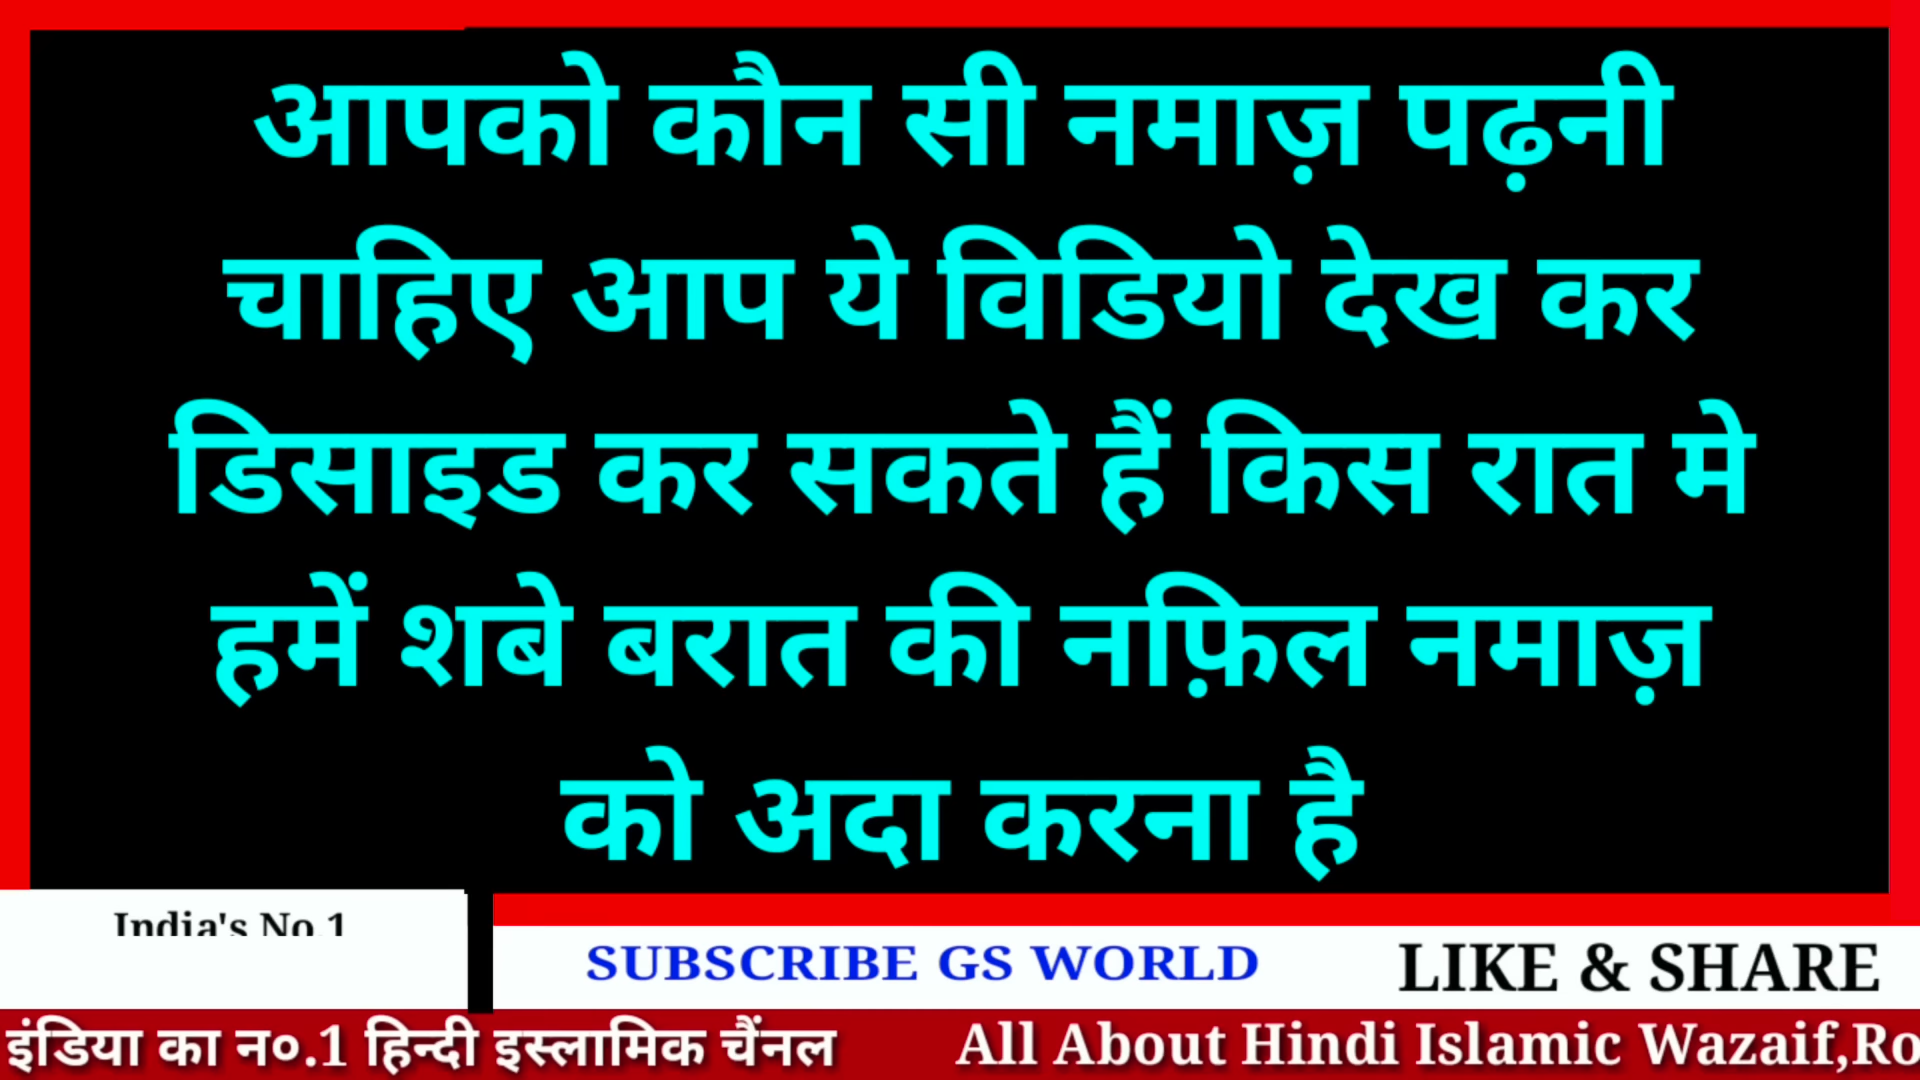 आपको कौन सी नमाज़ पढ़नी
चाहिए आप ये विडियो देख कर
डिसाइड कर सकते हैं किस रात मे
हमें शबे बरात की नफ़िल नमाज़
को अदा करना है
India's No 1
SUBSCRIBE GS WORLD
LIKE & SHARE
इंडिया का न०.1 हिन्दी इस्लामिक चैंनल All About Hindi Islamic Wazaif,Ro